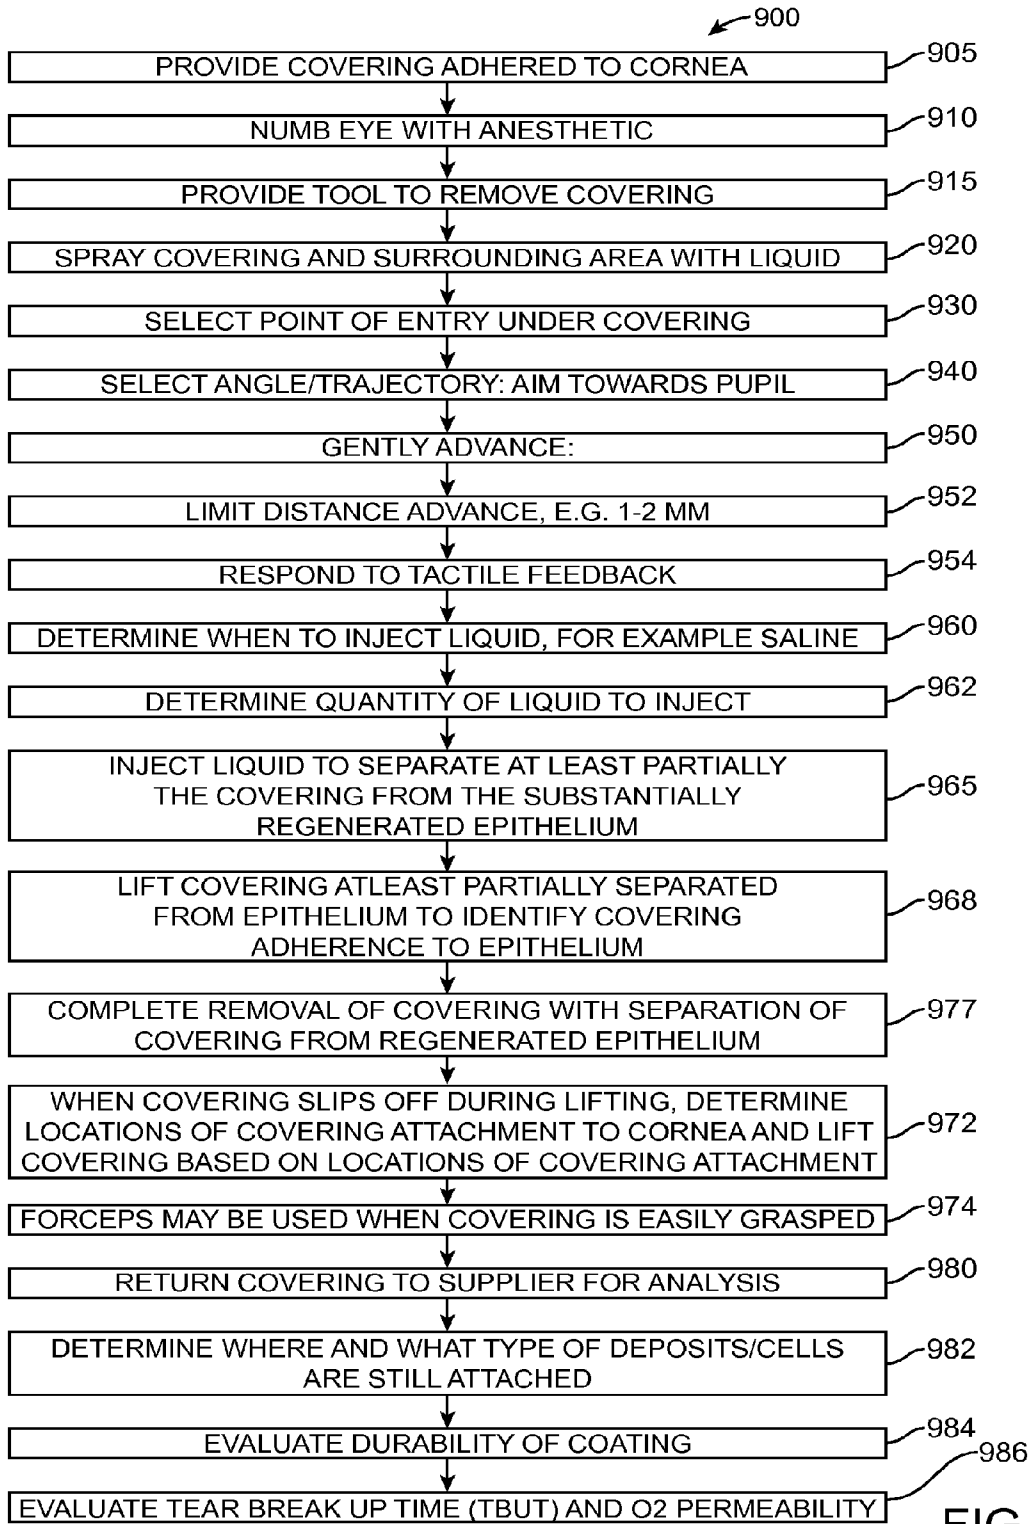 900
PROVIDE COVERING ADHERED TO CORNEA
905
NUMB EYE WITH ANESTHETIC
910
PROVIDE TOOL TO REMOVE COVERING
915
SPRAY COVERING AND SURROUNDING AREA WITH LIQUID
920
SELECT POINT OF ENTRY UNDER COVERING
930
SELECT ANGLE/TRAJECTORY: AIM TOWARDS PUPIL
940
GENTLY ADVANCE:
950
LIMIT DISTANCE ADVANCE, E.G. 1-2 MM
952
RESPOND TO TACTILE FEEDBACK
954
DETERMINE WHEN TO INJECT LIQUID, FOR EXAMPLE SALINE
960
DETERMINE QUANTITY OF LIQUID TO INJECT
962
INJECT LIQUID TO SEPARATE AT LEAST PARTIALLY
THE COVERING FROM THE SUBSTANTIALLY
REGENERATED EPITHELIUM
965
LIFT COVERING ATLEAST PARTIALLY SEPARATED
FROM EPITHELIUM TO IDENTIFY COVERING
ADHERENCE TO EPITHELIUM
968
COMPLETE REMOVAL OF COVERING WITH SEPARATION OF
COVERING FROM REGENERATED EPITHELIUM
977
WHEN COVERING SLIPS OFF DURING LIFTING, DETERMINE
LOCATIONS OF COVERING ATTACHMENT TO CORNEA AND LIFT
COVERING BASED ON LOCATIONS OF COVERING ATTACHMENT
972
FORCEPS MAY BE USED WHEN COVERING IS EASILY GRASPED
974
RETURN COVERING TO SUPPLIER FOR ANALYSIS
980
DETERMINE WHERE AND WHAT TYPE OF DEPOSITS/CELLS
ARE STILL ATTACHED
982
EVALUATE DURABILITY OF COATING
984
EVALUATE TEAR BREAK UP TIME (TBUT) AND O2 PERMEABILITY
986